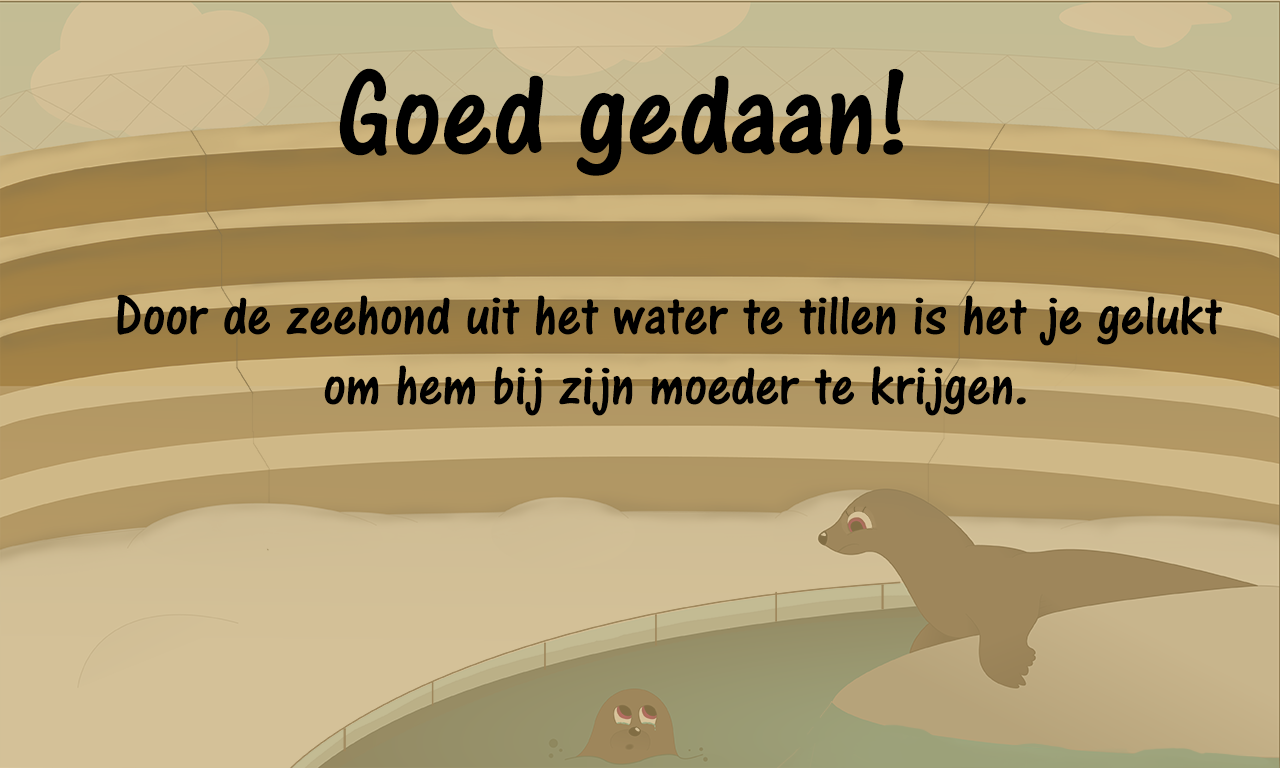 Goed gedaan!
Door de zeehond uit het water te tillen is het je gelukt
om hem bij zijn moeder te krijgen.